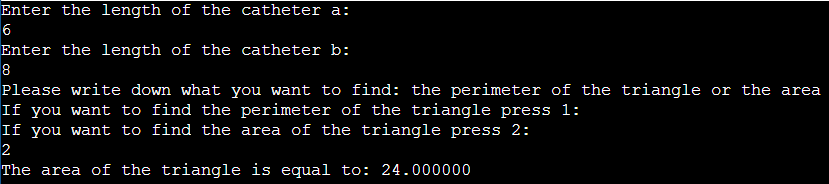 Enter the length of the catheter a:
6
Enter the length of the catheter b:
8
Please write down what you want to find: the perimeter of the triangle or the area
If you want to find the perimeter of the triangle press 1:
If you want to find the area of the triangle press 2:
2
The area of the triangle is equal to: 24.000000